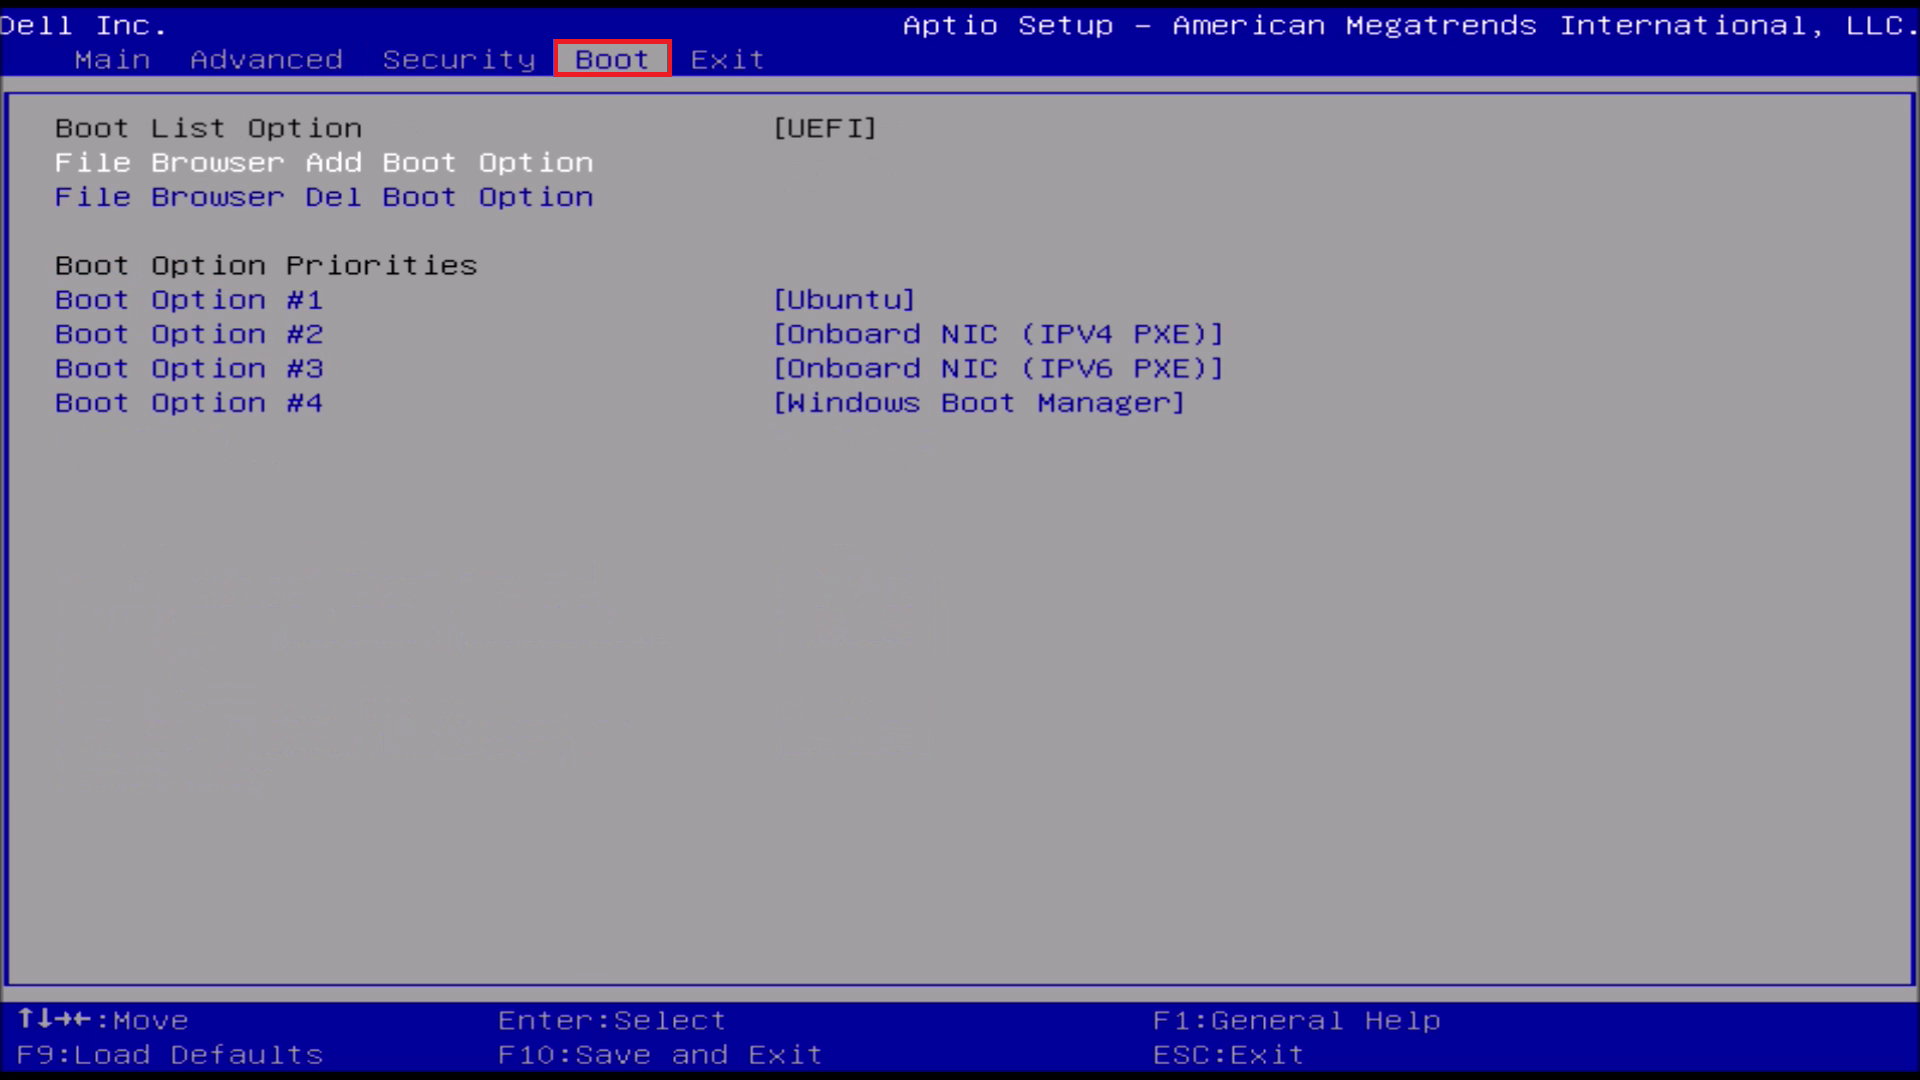 Dell Inc. Aptio Setup – American Megatrends International, LLC.
Main Advanced Security Boot Exit
Boot List Option [UEFI]
File Browser Add Boot Option
File Browser Del Boot Option
Boot Option Priorities
Boot Option #1 [Ubuntu]
Boot Option #2 [Onboard NIC (IPV4 PXE)]
Boot Option #3 [Onboard NIC (IPV6 PXE)]
Boot Option #4 [Windows Boot Manager]
↑↓→←:Move Enter:Select F1:General Help
F9:Load Defaults F10:Save and Exit ESC:Exit